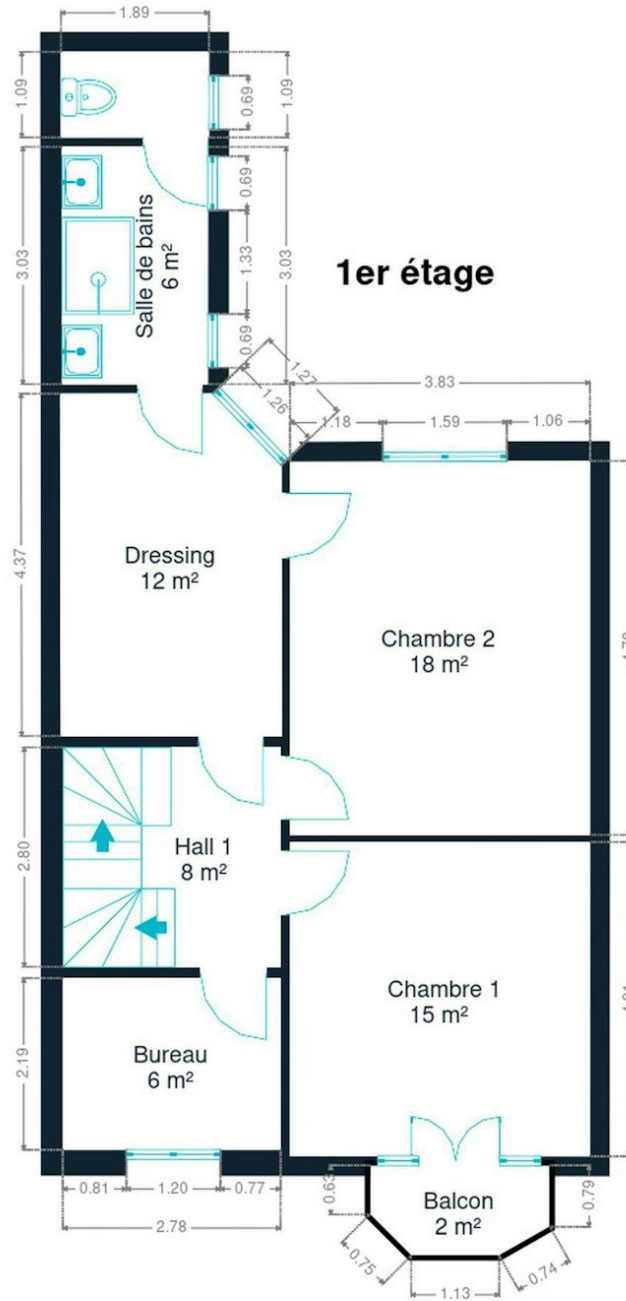 1.89
1.09
0.69
1.09
3.03
Salle de bains
6 m²
0.69
1.33
0.69
3.03
1er étage
1.27
1.26
3.83
1.18
1.59
1.06
4.37
Dressing
12 m²
Chambre 2
18 m²
2.80
Hall 1
8 m²
Chambre 1
15 m²
2.19
Bureau
6 m²
0.81
1.20
0.77
2.78
0.63
Balcon
2 m²
0.79
0.75
1.13
0.74